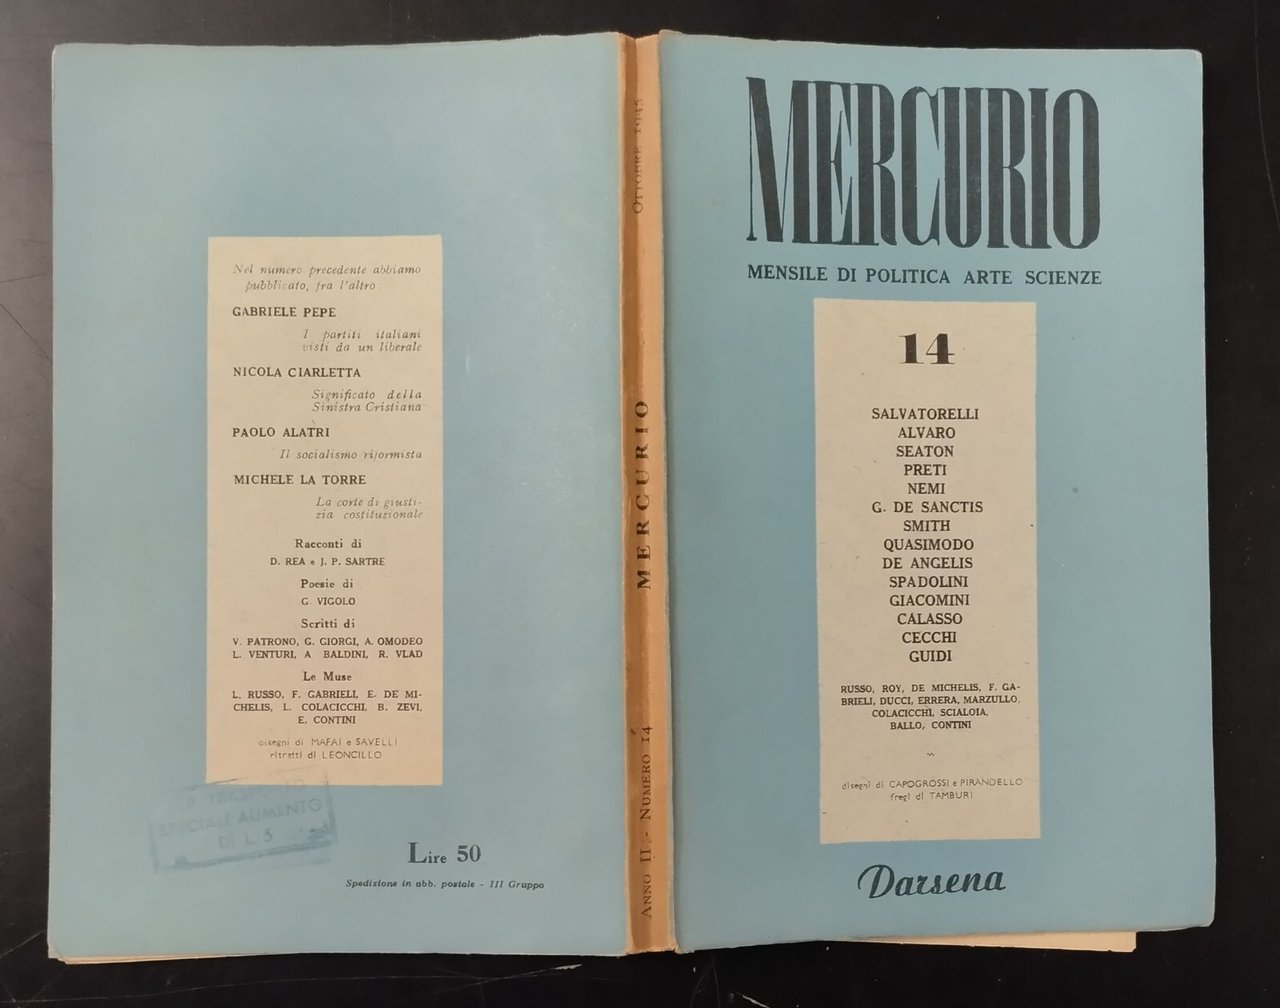 Nel numero precedente abbiamo
pubblicato, fra l'altro:
GABRIELE PEPE
I partiti italiani
visti da un liberale
NICOLA CIARLETTA
Significato della
Sinistra Cristiana
PAOLO ALATRI
Il socialismo riformista
MICHELE LA TORRE
La corte di giusti-
zia costituzionale
Racconti di
D. REA e J. P. SARTRE
Poesie di
G. VIGOLO
Scritti di
V. PATRONO, G. GIORGI, A. OMODEO
L. VENTURI, A. BALDINI, R. VLAD
Le Muse
L. RUSSO, F. GABRIELI, E. DE MI-
CHELIS, L. COLACICCHI, B. ZEVI,
E. CONTINI
disegni di MAFAI e SAVELLI
ritratti di LEONCILLO
TRASPORTO
SPECIALE AUMENTO
DI L. 5
Lire 50
Spedizione in abb. postale - III Gruppo
ANNO II. - NUMERO 14
MERCURIO
OTTOBRE 1945
MERCURIO
MENSILE DI POLITICA ARTE SCIENZE
14
SALVATORELLI
ALVARO
SEATON
PRETI
NEMI
G. DE SANCTIS
SMITH
QUASIMODO
DE ANGELIS
SPADOLINI
GIACOMINI
CALASSO
CECCHI
GUIDI
RUSSO, ROY, DE MICHELIS, F. GA-
BRIELI, DUCCI, ERRERA, MARZULLO,
COLACICCHI, SCIALOIA,
BALLO, CONTINI
disegni di CAPOGROSSI e PIRANDELLO
fregi di TAMBURI
Darsena